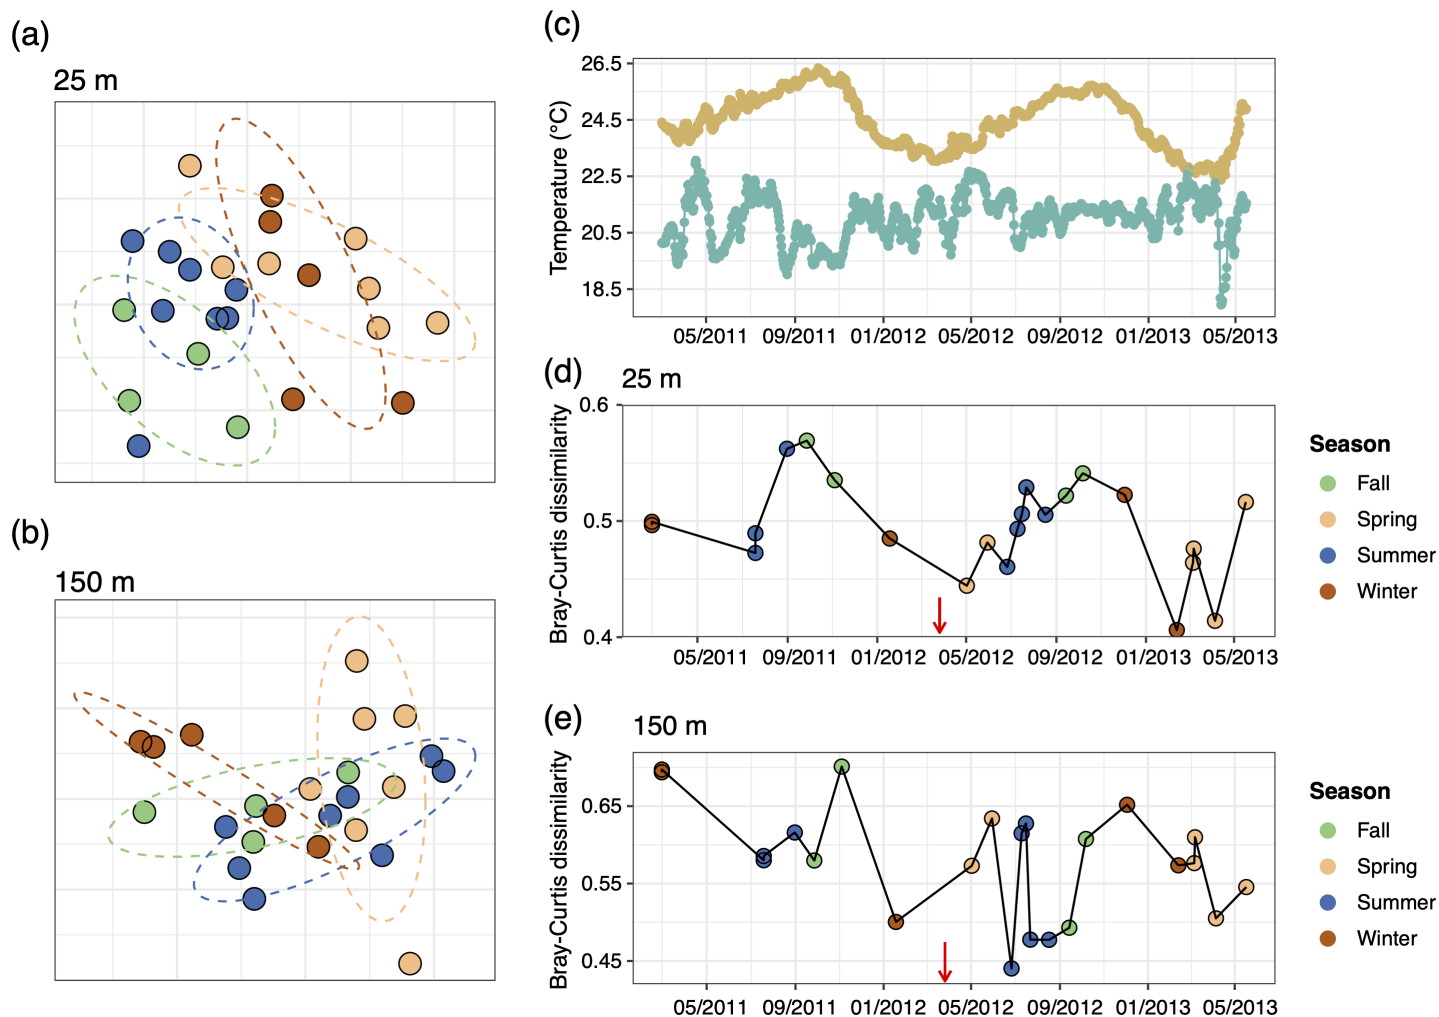 (a)
25 m
(b)
150 m
(c)
Temperature (°C)
26.5
24.5
22.5
20.5
18.5
05/2011 09/2011 01/2012 05/2012 09/2012 01/2013 05/2013
(d)
25 m
Bray-Curtis dissimilarity
0.6
0.5
0.4
05/2011 09/2011 01/2012 05/2012 09/2012 01/2013 05/2013
Season
Fall
Spring
Summer
Winter
(e)
150 m
Bray-Curtis dissimilarity
0.65
0.55
0.45
05/2011 09/2011 01/2012 05/2012 09/2012 01/2013 05/2013
Season
Fall
Spring
Summer
Winter